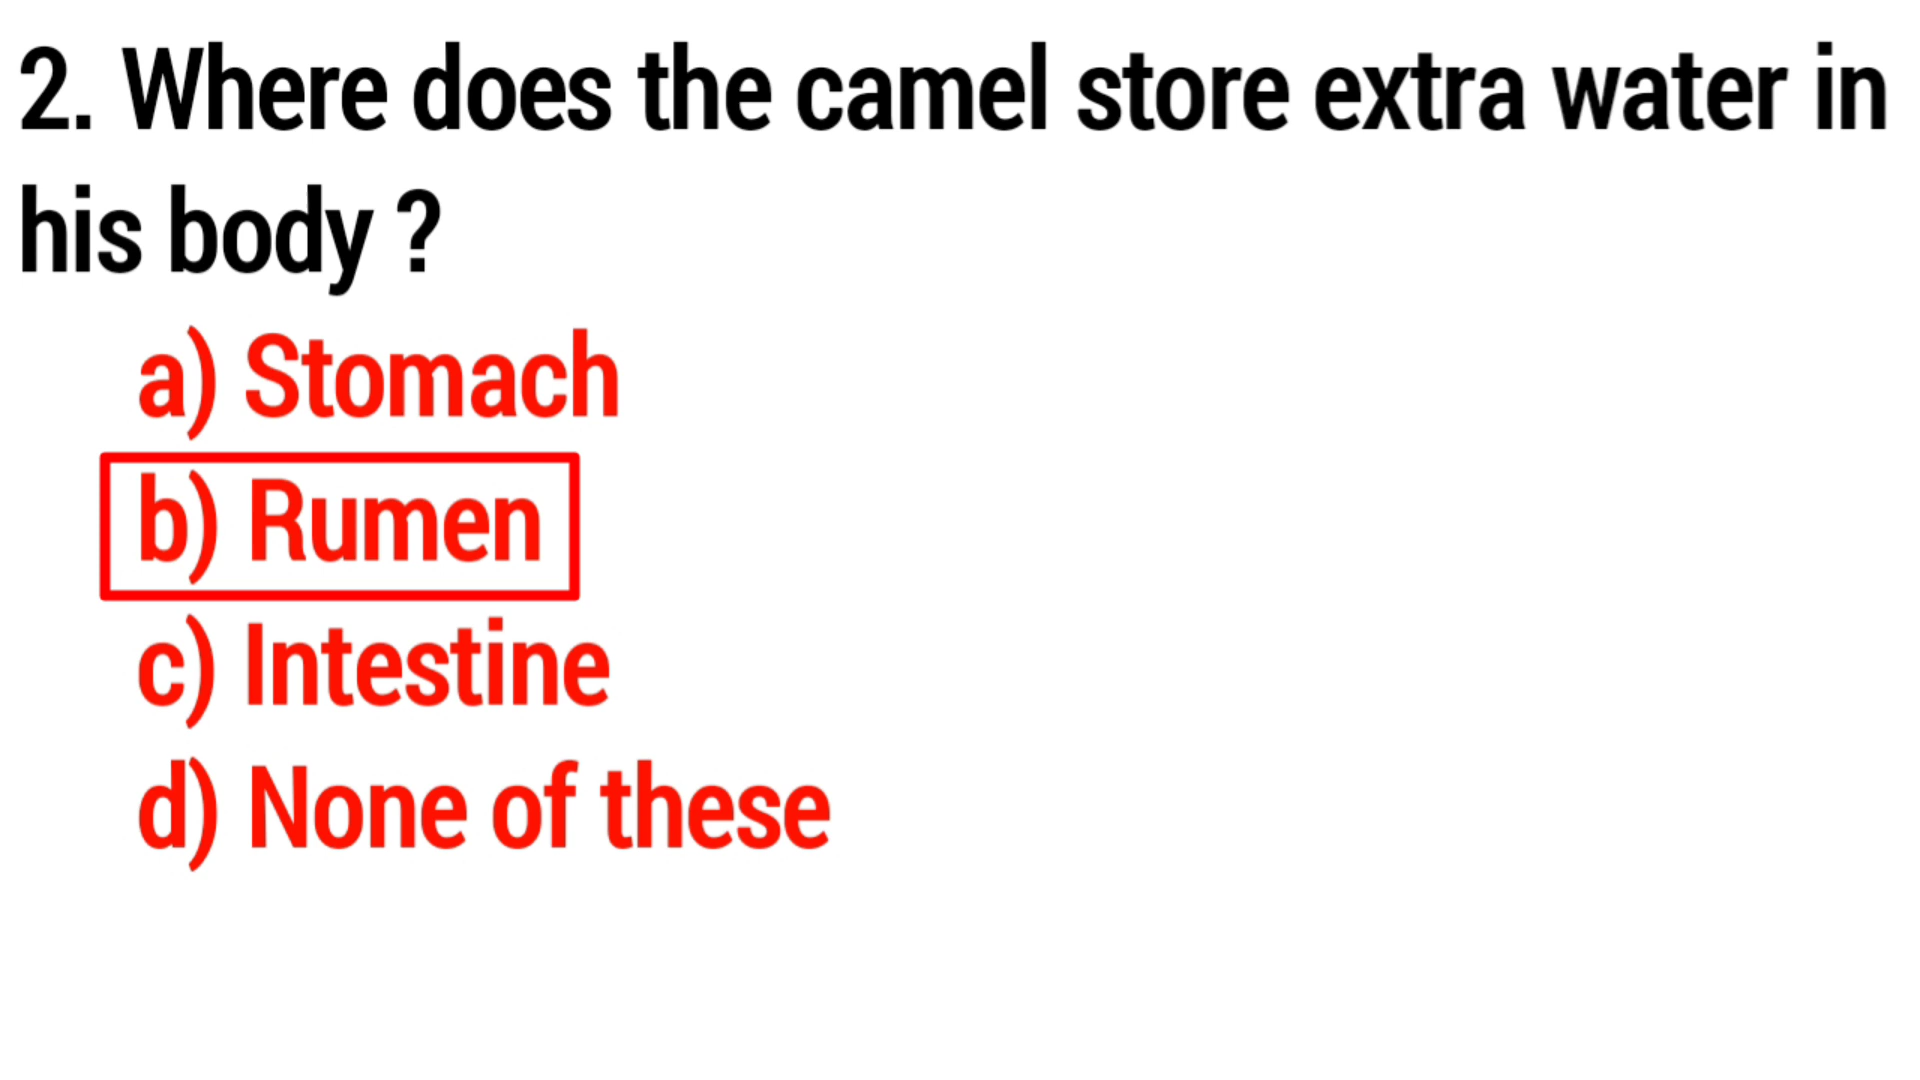 2. Where does the camel store extra water in
his body ?
a) Stomach
b) Rumen
c) Intestine
d) None of these